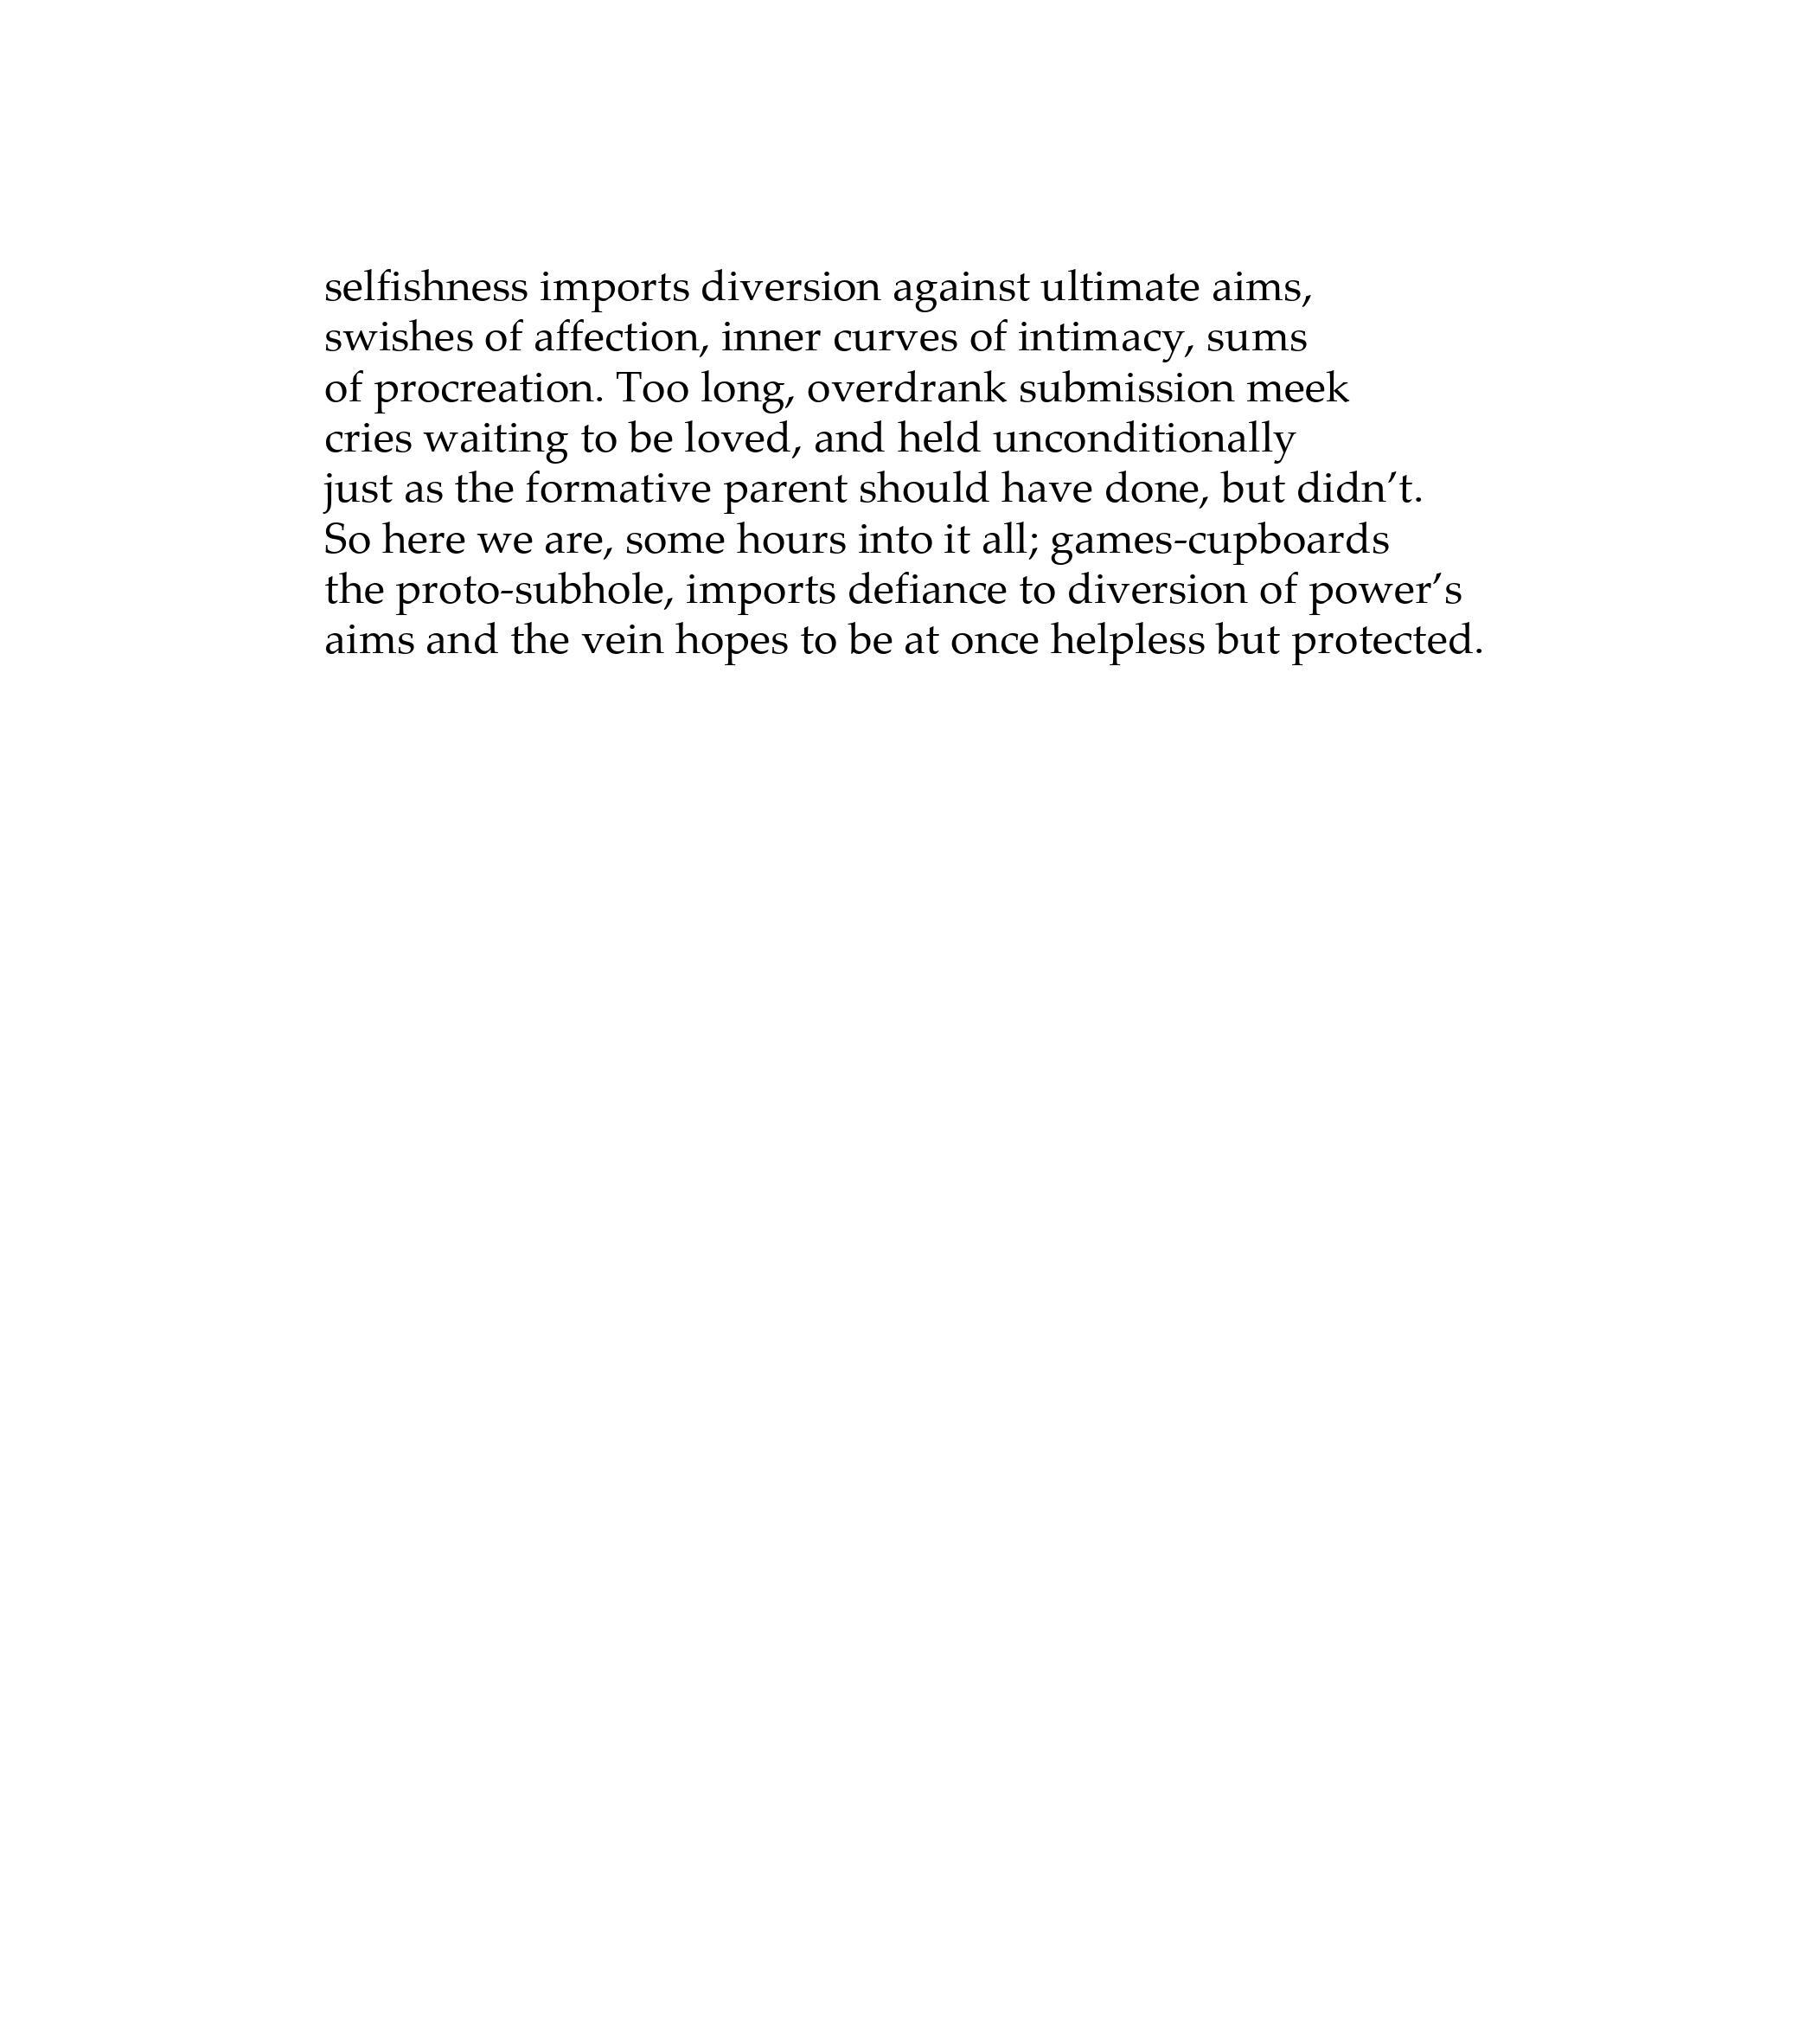 selfishness imports diversion against ultimate aims,
swishes of affection, inner curves of intimacy, sums
of procreation. Too long, overdrank submission meek
cries waiting to be loved, and held unconditionally
just as the formative parent should have done, but didn’t.
So here we are, some hours into it all; games-cupboards
the proto-subhole, imports defiance to diversion of power’s
aims and the vein hopes to be at once helpless but protected.